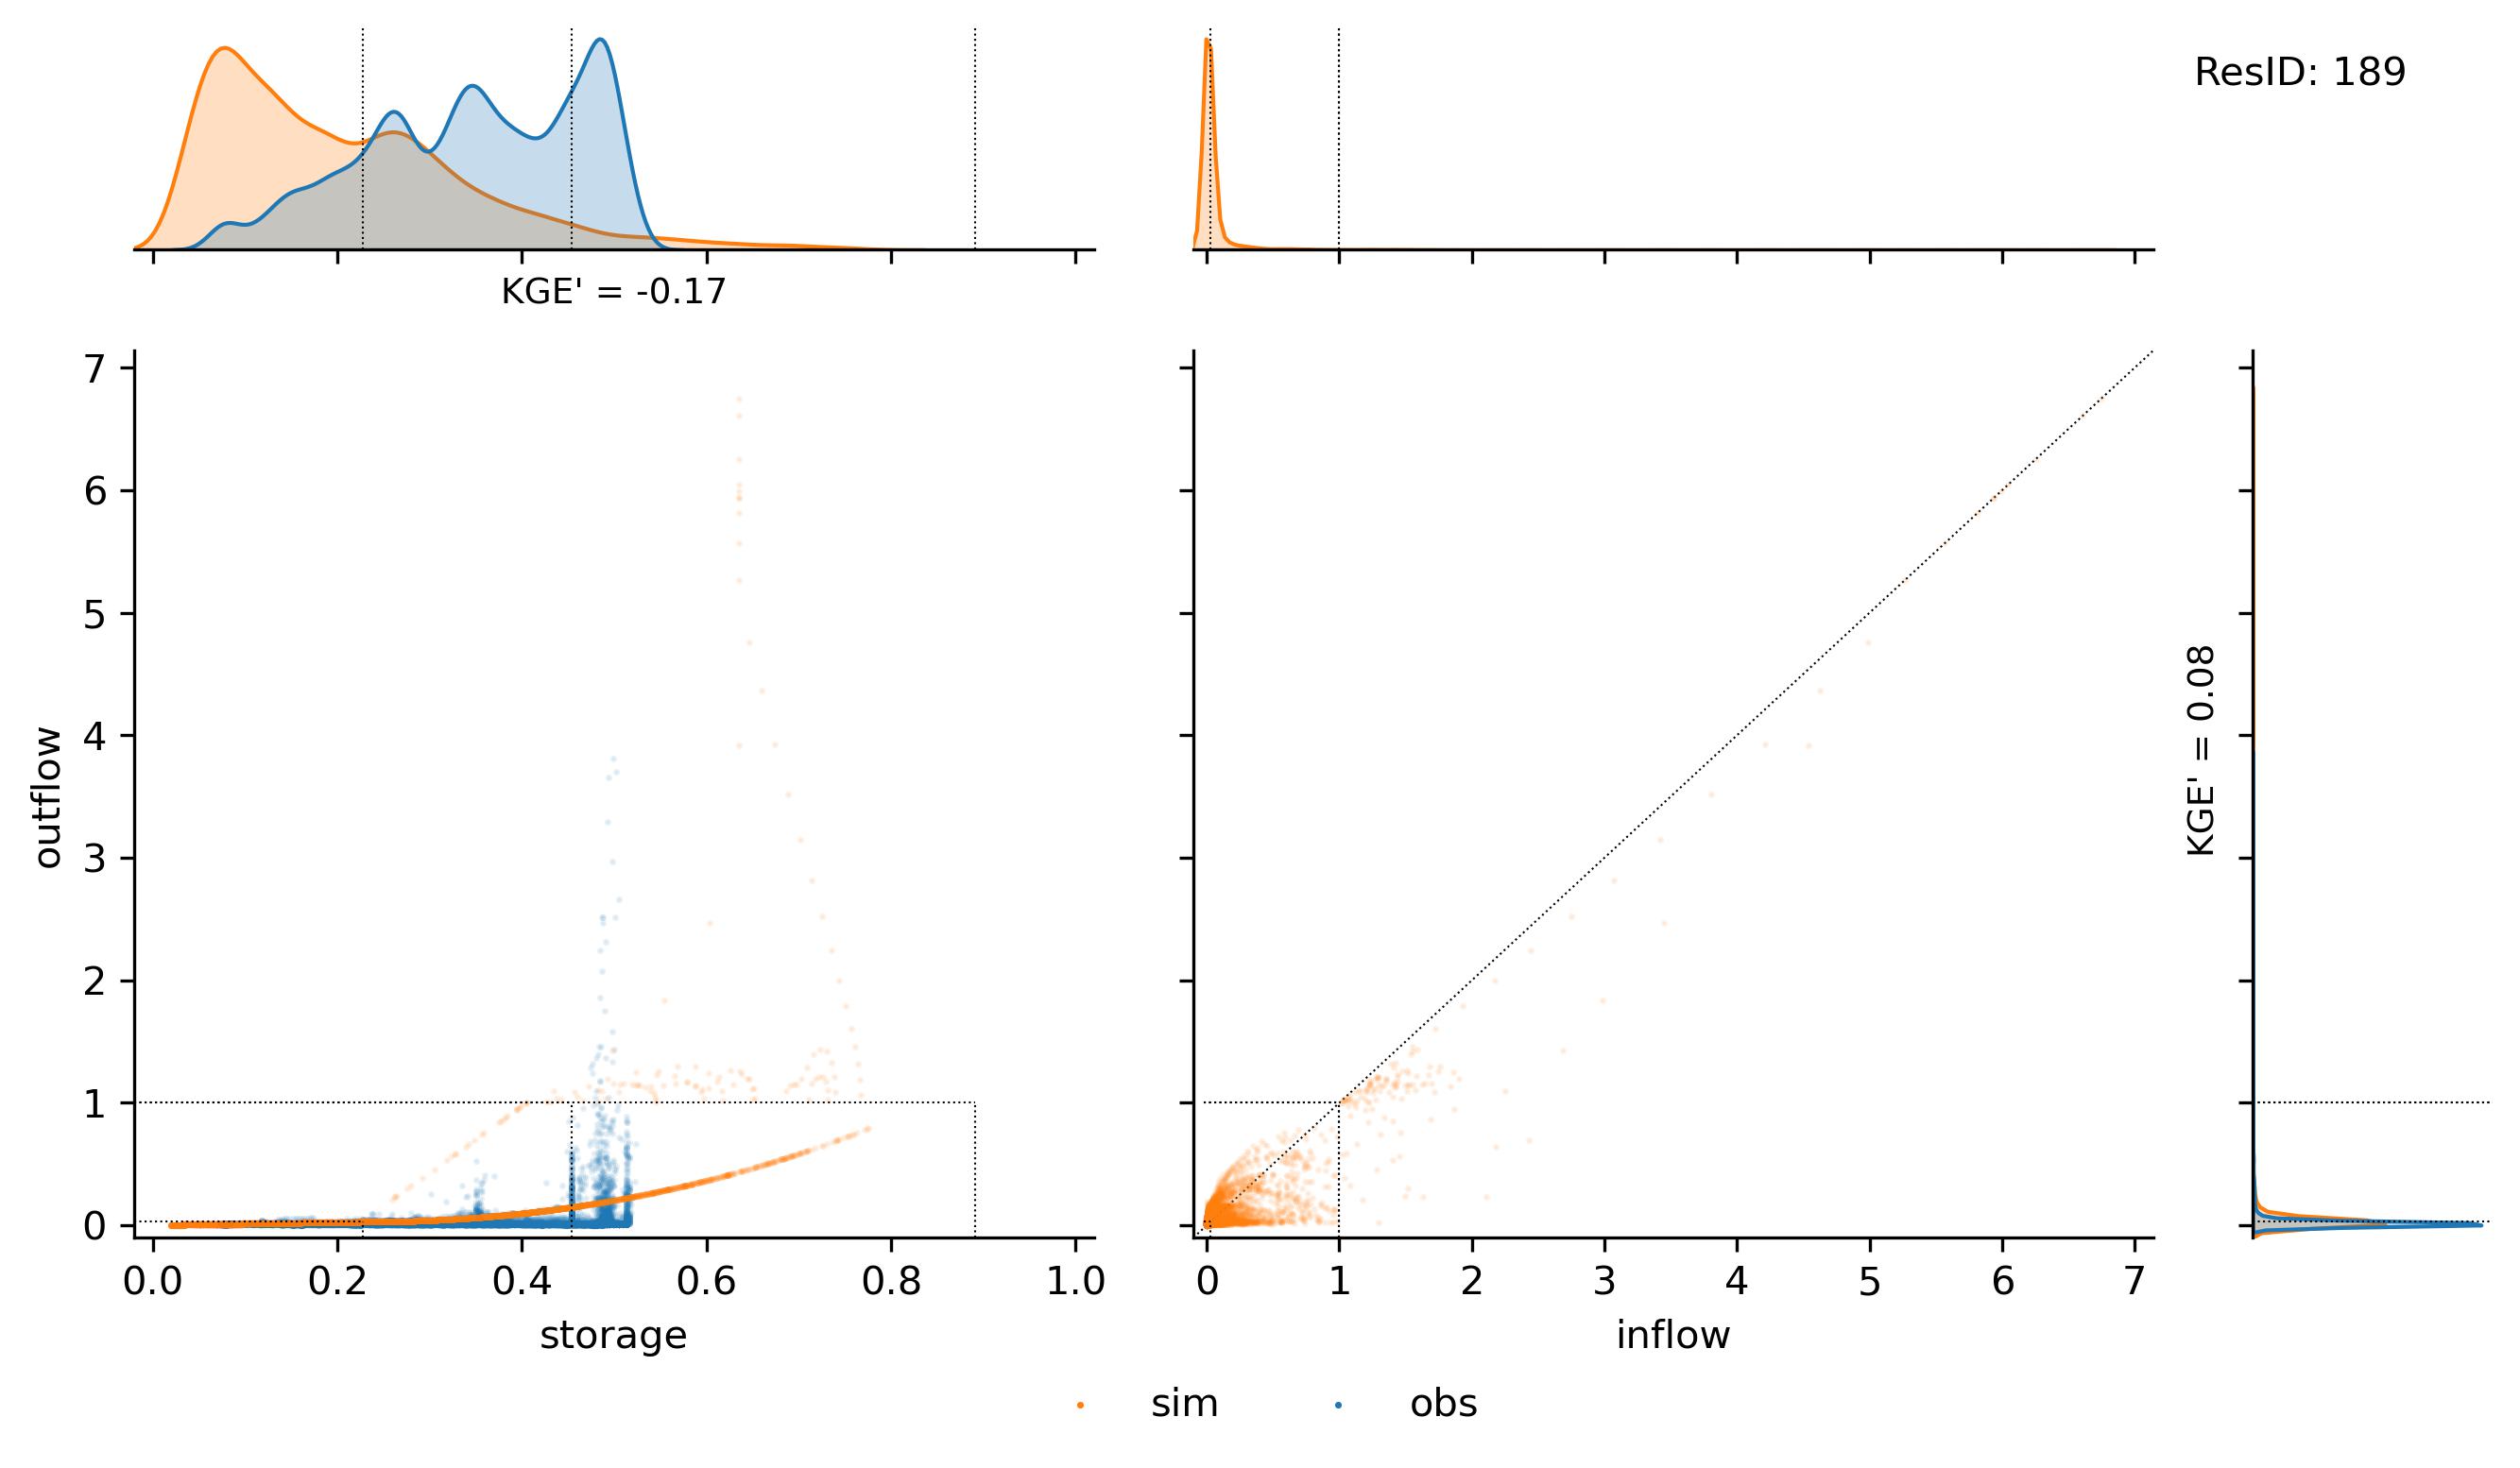 ResID: 189
KGE' = -0.17
7
6
5
4
3
2
1
0
outflow
KGE' = 0.08
0.0 0.2 0.4 0.6 0.8 1.0
0 1 2 3 4 5 6 7
storage
inflow
sim obs